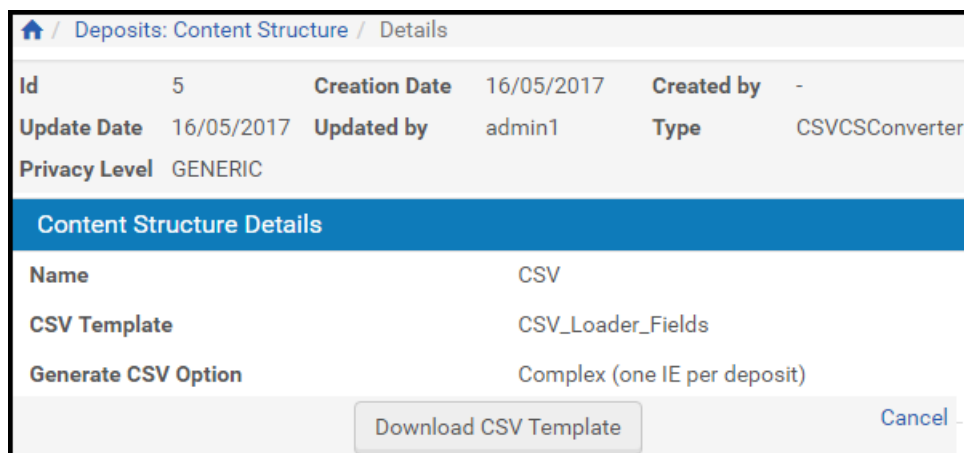 / Deposits: Content Structure / Details
Id 5 Creation Date 16/05/2017 Created by -
Update Date 16/05/2017 Updated by admin1 Type CSVCSConverter
Privacy Level GENERIC
Content Structure Details
Name CSV
CSV Template CSV_Loader_Fields
Generate CSV Option Complex (one IE per deposit)
Download CSV Template Cancel